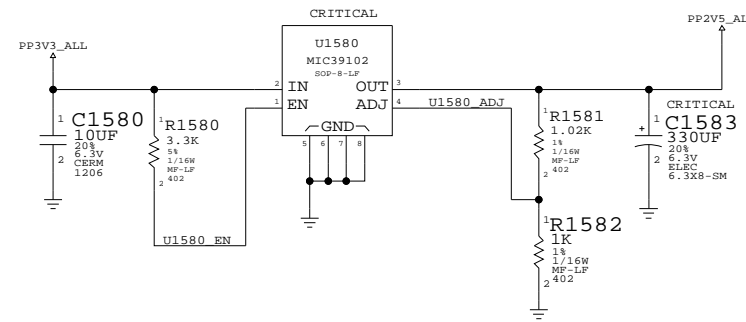 CRITICAL
PP2V5_AL
PP3V3_ALL
U1580
MIC39102
SOP-8-LF
2 IN OUT 3
1 EN ADJ 4
U1580_ADJ
GND
5 6 7 8
1 C1580
10UF
20%
6.3V
2 CERM
1206
1 R1580
3.3K
5%
1/16W
MF-LF
2 402
U1580_EN
1 R1581
1.02K
1%
1/16W
MF-LF
2 402
CRITICAL
1 C1583
330UF
+
20%
2 6.3V
ELEC
6.3X8-SM
1 R1582
1K
1%
1/16W
MF-LF
2 402